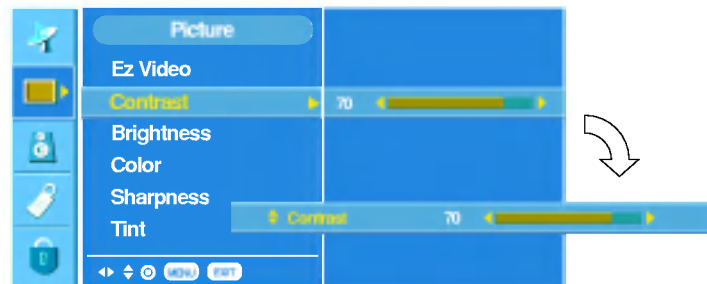 Picture
Ez Video
Contrast 70
Brightness
Color
Sharpness
Contrast 70
Tint
MENU EXIT